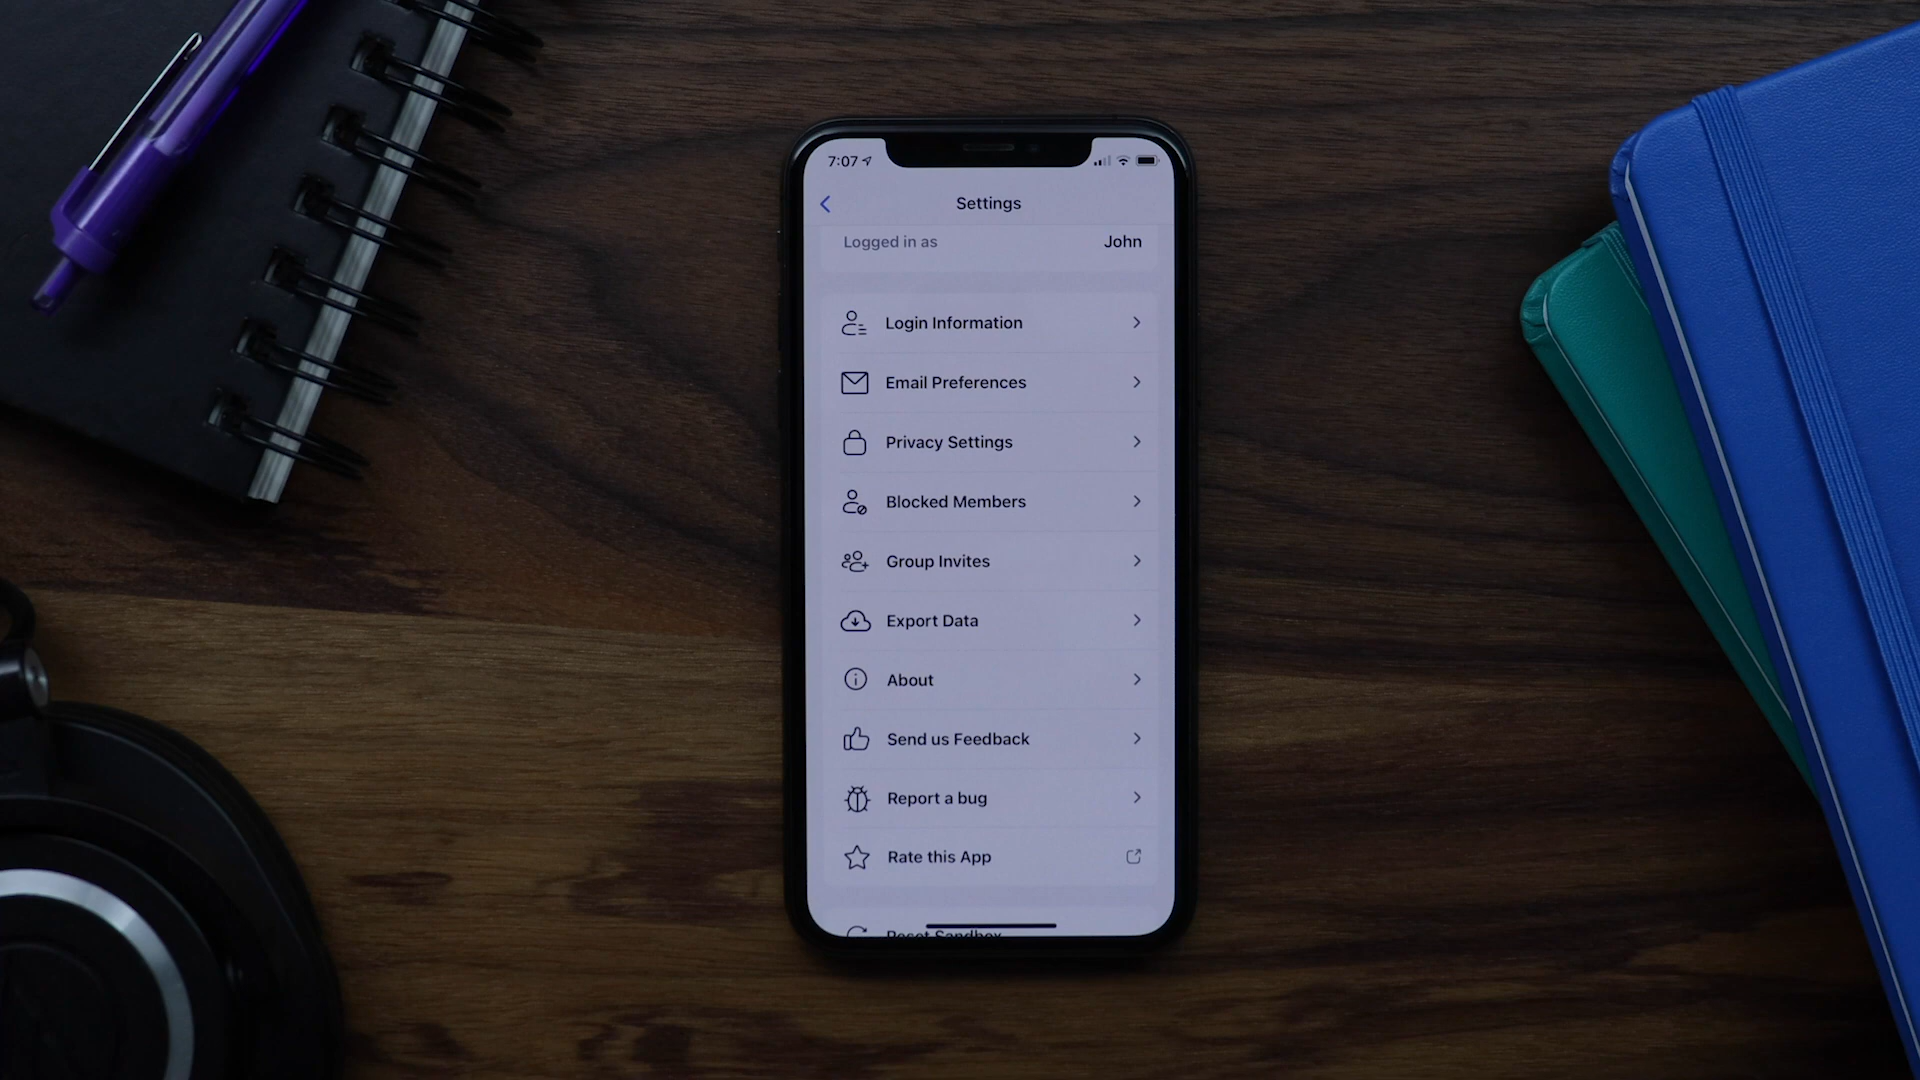 7:07
Settings
Logged in as John
Login Information
Email Preferences
Privacy Settings
Blocked Members
Group Invites
Export Data
About
Send us Feedback
Report a bug
Rate this App
Reset Sandbox